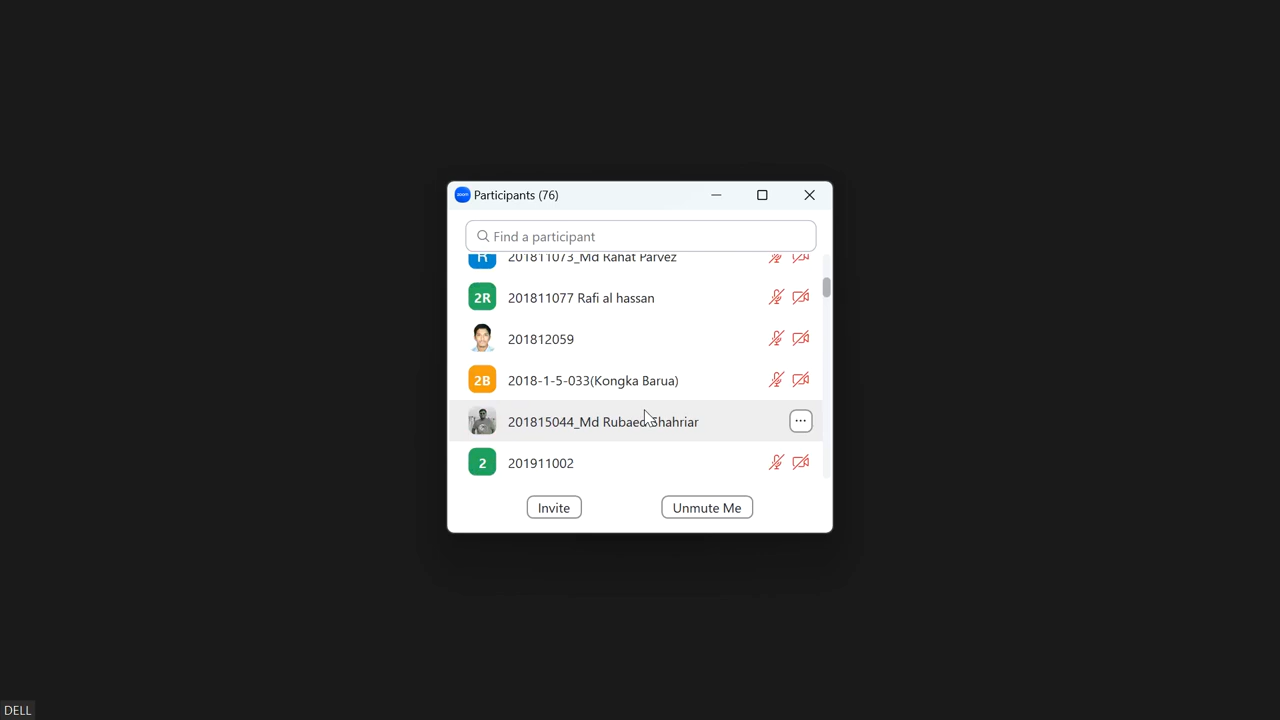 zoom
Participants (76)
Find a participant
R
201811073_Md Rahat Parvez
2R
201811077 Rafi al hassan
201812059
2B
2018-1-5-033(Kongka Barua)
201815044_Md Rubaed Shahriar
2
201911002
Invite
Unmute Me
DELL